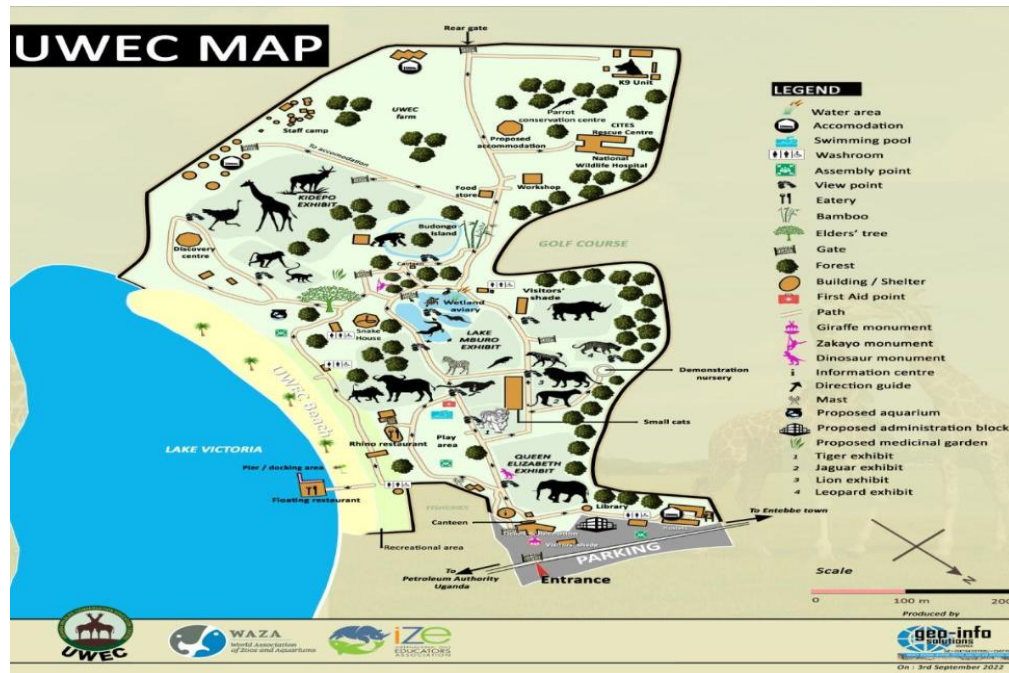 UWEC MAP
Rear gate
K9 Unit
UWEC
farm
Parrot
conservation centre
Staff camp
Proposed
accommodation
CITES
Rescue Centre
National
Wildlife Hospital
To accomodation
KIDEPO
EXHIBIT
Food
store
Workshop
Budongo
Island
GOLF COURSE
Discovery
centre
Canteen
Wetland
aviary
Visitors'
shade
Snake
House
LAKE
MBURO
EXHIBIT
Demonstration
nursery
3
UWEC Beach
Small cats
LAKE VICTORIA
Rhino restaurant
Play
area
QUEEN
ELIZABETH
EXHIBIT
Pier / docking area
Floating restaurant
FISHERIES
Library
Canteen
To Entebbe town
Recreational area
PARKING
To
Petroleum Authority
Uganda
Entrance
LEGEND
Water area
Accomodation
Swimming pool
Washroom
Assembly point
View point
Eatery
Bamboo
Elders' tree
Gate
Forest
Building / Shelter
First Aid point
Path
Giraffe monument
Zakayo monument
Dinosaur monument
i Information centre
Direction guide
Mast
Proposed aquarium
Proposed administration block
Proposed medicinal garden
1 Tiger exhibit
2 Jaguar exhibit
3 Lion exhibit
4 Leopard exhibit
N
Scale
0 100 m 200
Produced by
geo-info
solutions
On : 3rd September 2022
UWEC
WAZA
World Association
of Zoos and Aquariums
iZE
EDUCATORS
ASSOCIATION